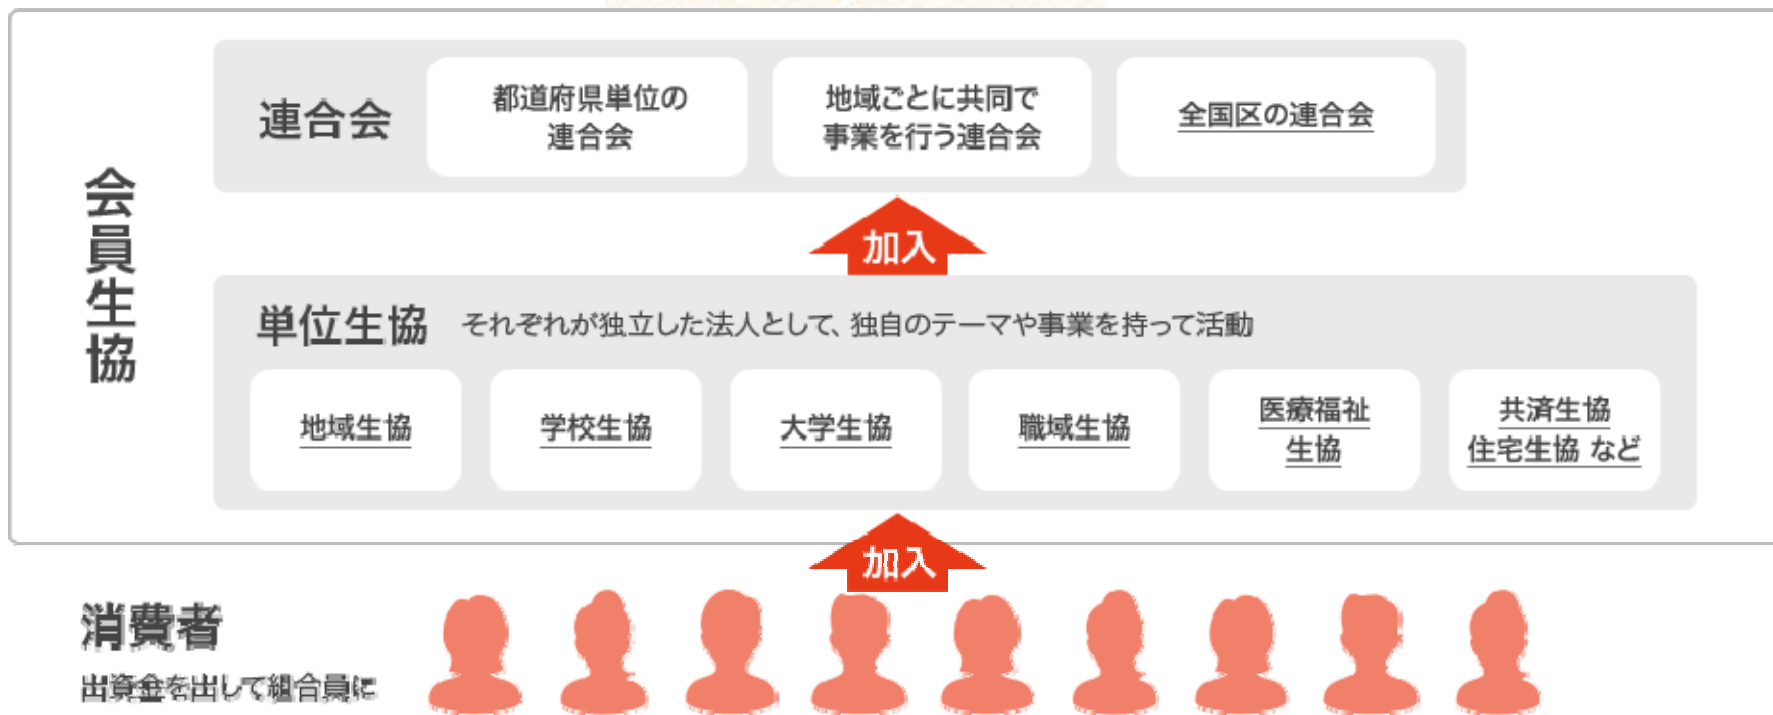 会員生協
連合会
都道府県単位の
連合会
地域ごとに共同で
事業を行う連合会
全国区の連合会
加入
単位生協 それぞれが独立した法人として、独自のテーマや事業を持って活動
地域生協
学校生協
大学生協
職域生協
医療福祉
生協
共済生協
住宅生協 など
加入
消費者
出資金を出して組合員に